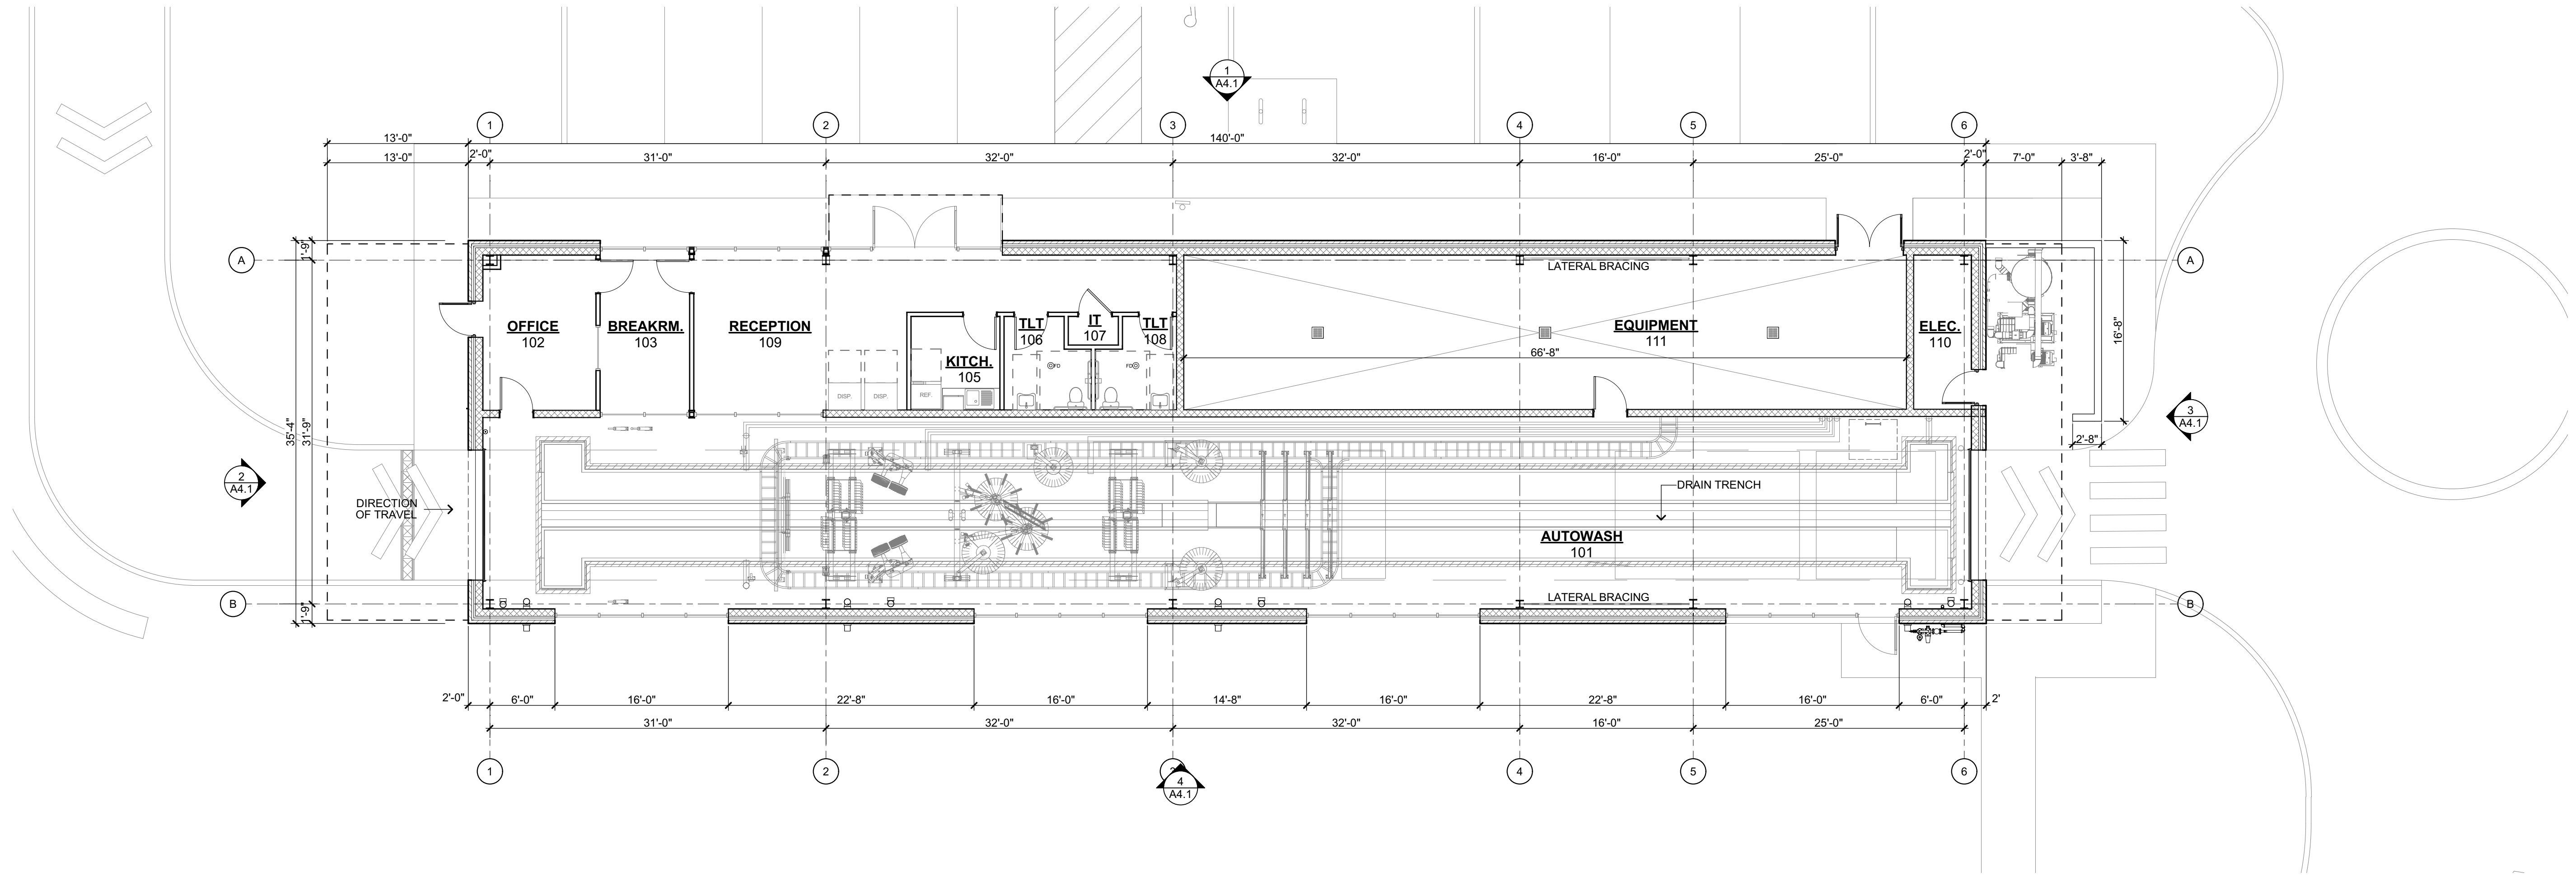 1
A4.1
1
2
3
4
5
6
13'-0"
140'-0"
13'-0"
2'-0"
31'-0"
32'-0"
32'-0"
16'-0"
25'-0"
2'-0"
7'-0"
3'-8"
1'-9"
A
A
LATERAL BRACING
OFFICE
102
BREAKRM.
103
RECEPTION
109
KITCH.
105
TLT
106
IT
107
TLT
108
EQUIPMENT
111
ELEC.
110
66'-8"
16'-8"
FD
FD
DISP.
DISP.
REF.
35'-4"
31'-9"
3
A4.1
2'-8"
2
A4.1
DIRECTION
OF TRAVEL
DRAIN TRENCH
AUTOWASH
101
LATERAL BRACING
B
B
1'-9"
2'-0"
6'-0"
16'-0"
22'-8"
16'-0"
14'-8"
16'-0"
22'-8"
16'-0"
6'-0"
2'
31'-0"
32'-0"
32'-0"
16'-0"
25'-0"
1
2
4
5
6
4
A4.1